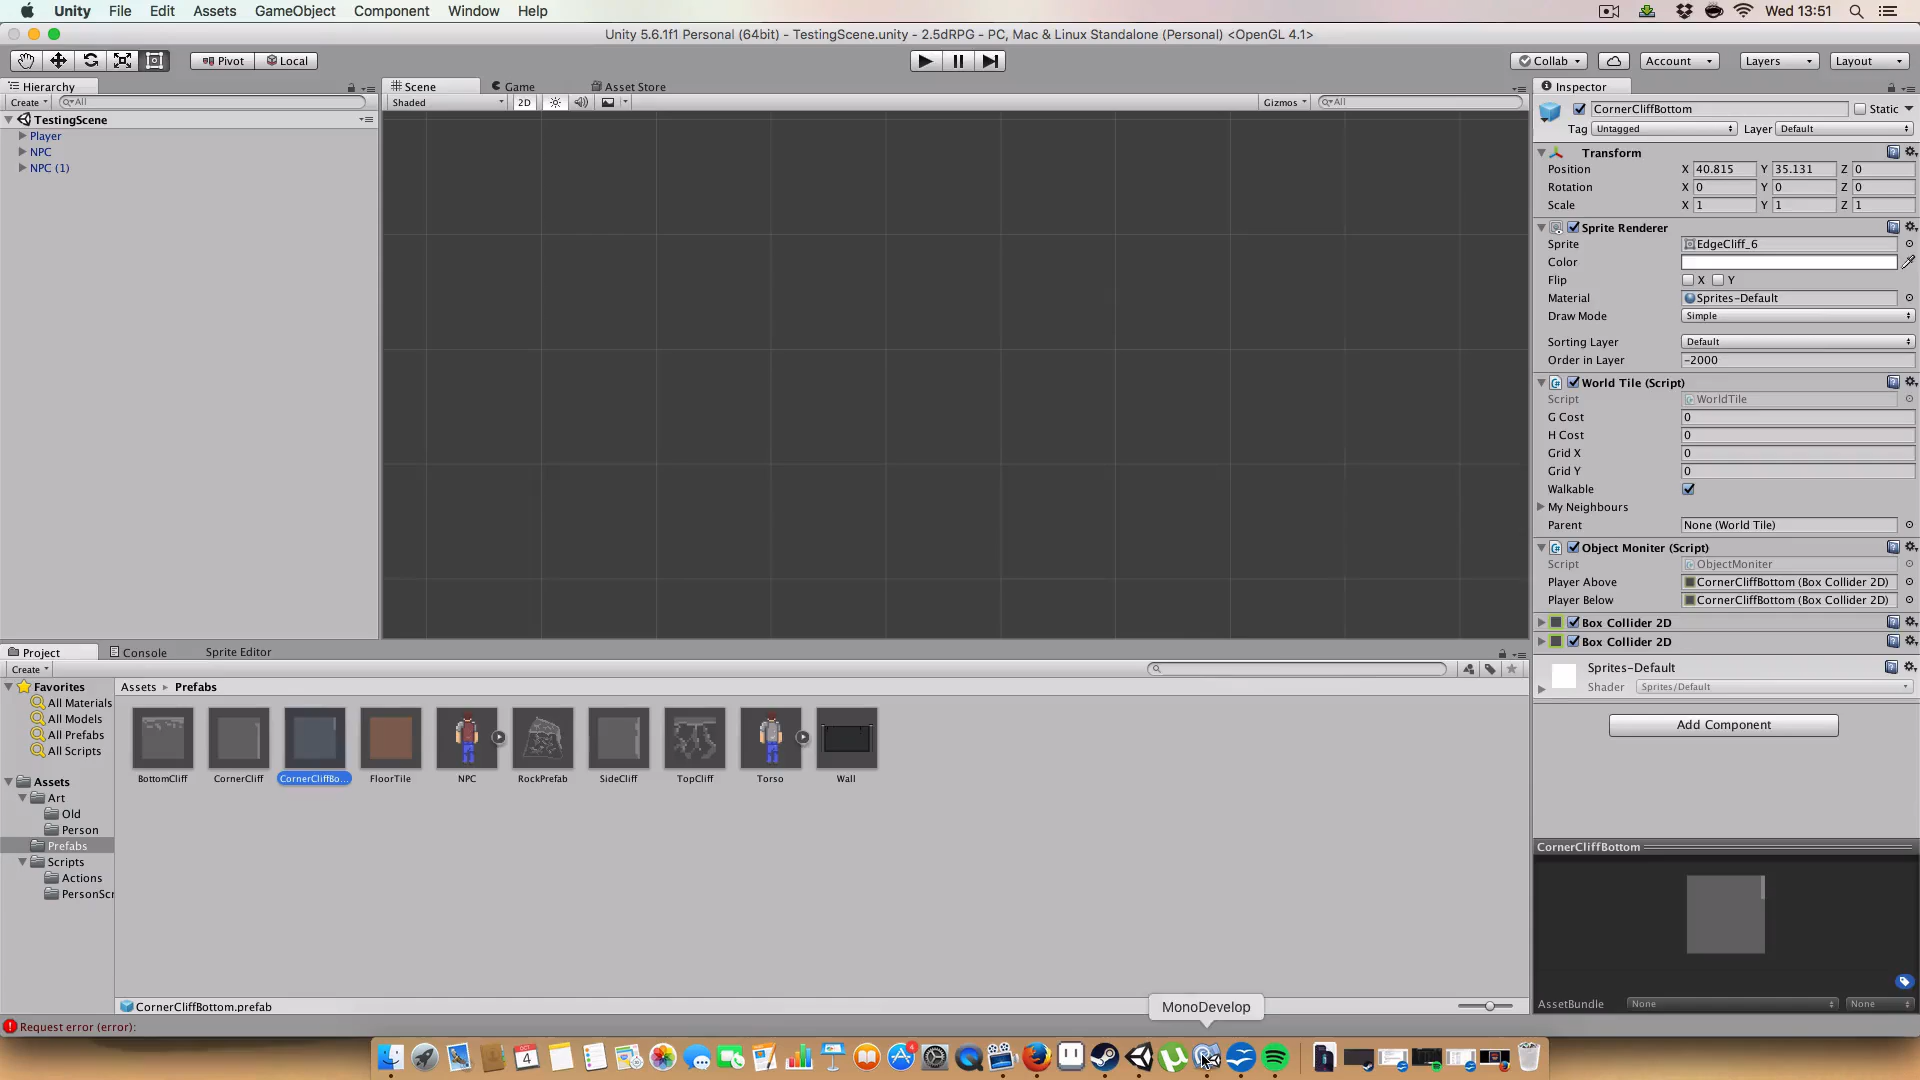 Unity File Edit Assets GameObject Component Window Help Wed 13:51
Unity 5.6.1f1 Personal (64bit) - TestingScene.unity - 2.5dRPG - PC, Mac & Linux Standalone (Personal) <OpenGL 4.1>
Pivot Local Collab Account Layers Layout
Hierarchy Scene Game Asset Store Inspector
Create All Shaded 2D Gizmos All
CornerCliffBottom Static
TestingScene
Tag Untagged Layer Default
Player
NPC
NPC (1)
Transform
Position X 40.815 Y 35.131 Z 0
Rotation X 0 Y 0 Z 0
Scale X 1 Y 1 Z 1
Sprite Renderer
Sprite EdgeCliff_6
Color
Flip X Y
Material Sprites-Default
Draw Mode Simple
Sorting Layer Default
Order in Layer -2000
World Tile (Script)
Script WorldTile
G Cost 0
H Cost 0
Grid X 0
Grid Y 0
Walkable
My Neighbours
Parent None (World Tile)
Object Moniter (Script)
Script ObjectMoniter
Player Above CornerCliffBottom (Box Collider 2D)
Player Below CornerCliffBottom (Box Collider 2D)
Box Collider 2D
Box Collider 2D
Sprites-Default
Shader Sprites/Default
Add Component
Project Console Sprite Editor
Create
Favorites
All Materials
All Models
All Prefabs
All Scripts
Assets
Art
Old
Person
Prefabs
Scripts
Actions
PersonScr
Assets Prefabs
BottomCliff CornerCliff CornerCliffBo... FloorTile NPC RockPrefab SideCliff TopCliff Torso Wall
CornerCliffBottom
CornerCliffBottom.prefab
AssetBundle None None
MonoDevelop
Request error (error):
OCT
4
4